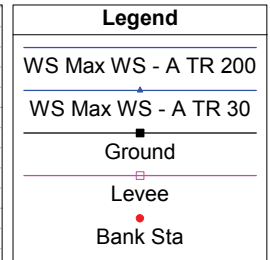 Legend
WS Max WS - A TR 200
WS Max WS - A TR 30
Ground
Levee
Bank Sta